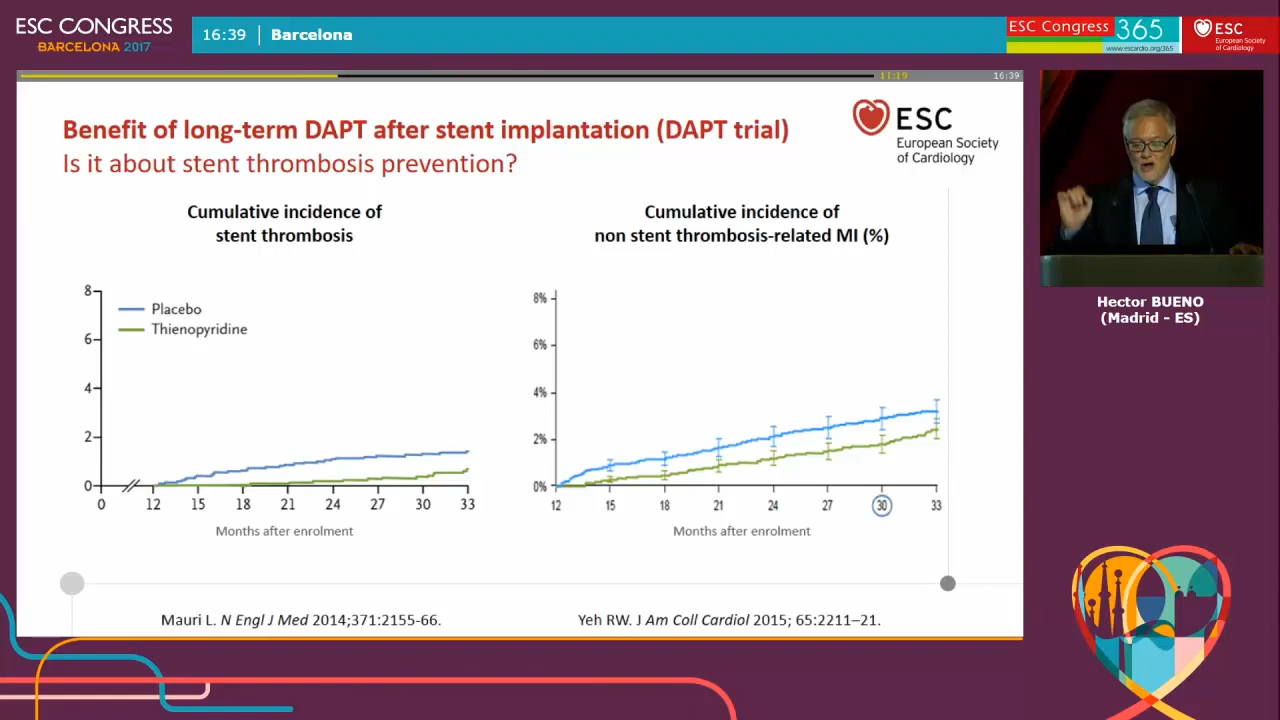 ESC CONGRESS
BARCELONA 2017
16:39
Barcelona
ESC Congress
365
www.escardio.org/365
ESC
European Society
of Cardiology
11:19
16:39
Benefit of long-term DAPT after stent implantation (DAPT trial)
Is it about stent thrombosis prevention?
ESC
European Society
of Cardiology
Cumulative incidence of
stent thrombosis
8
6
4
2
0
Placebo
Thienopyridine
0 12 15 18 21 24 27 30 33
Months after enrolment
Cumulative incidence of
non stent thrombosis-related MI (%)
8%
6%
4%
2%
0%
12 15 18 21 24 27 30 33
Months after enrolment
Mauri L. N Engl J Med 2014;371:2155-66.
Yeh RW. J Am Coll Cardiol 2015; 65:2211–21.
Hector BUENO
(Madrid - ES)